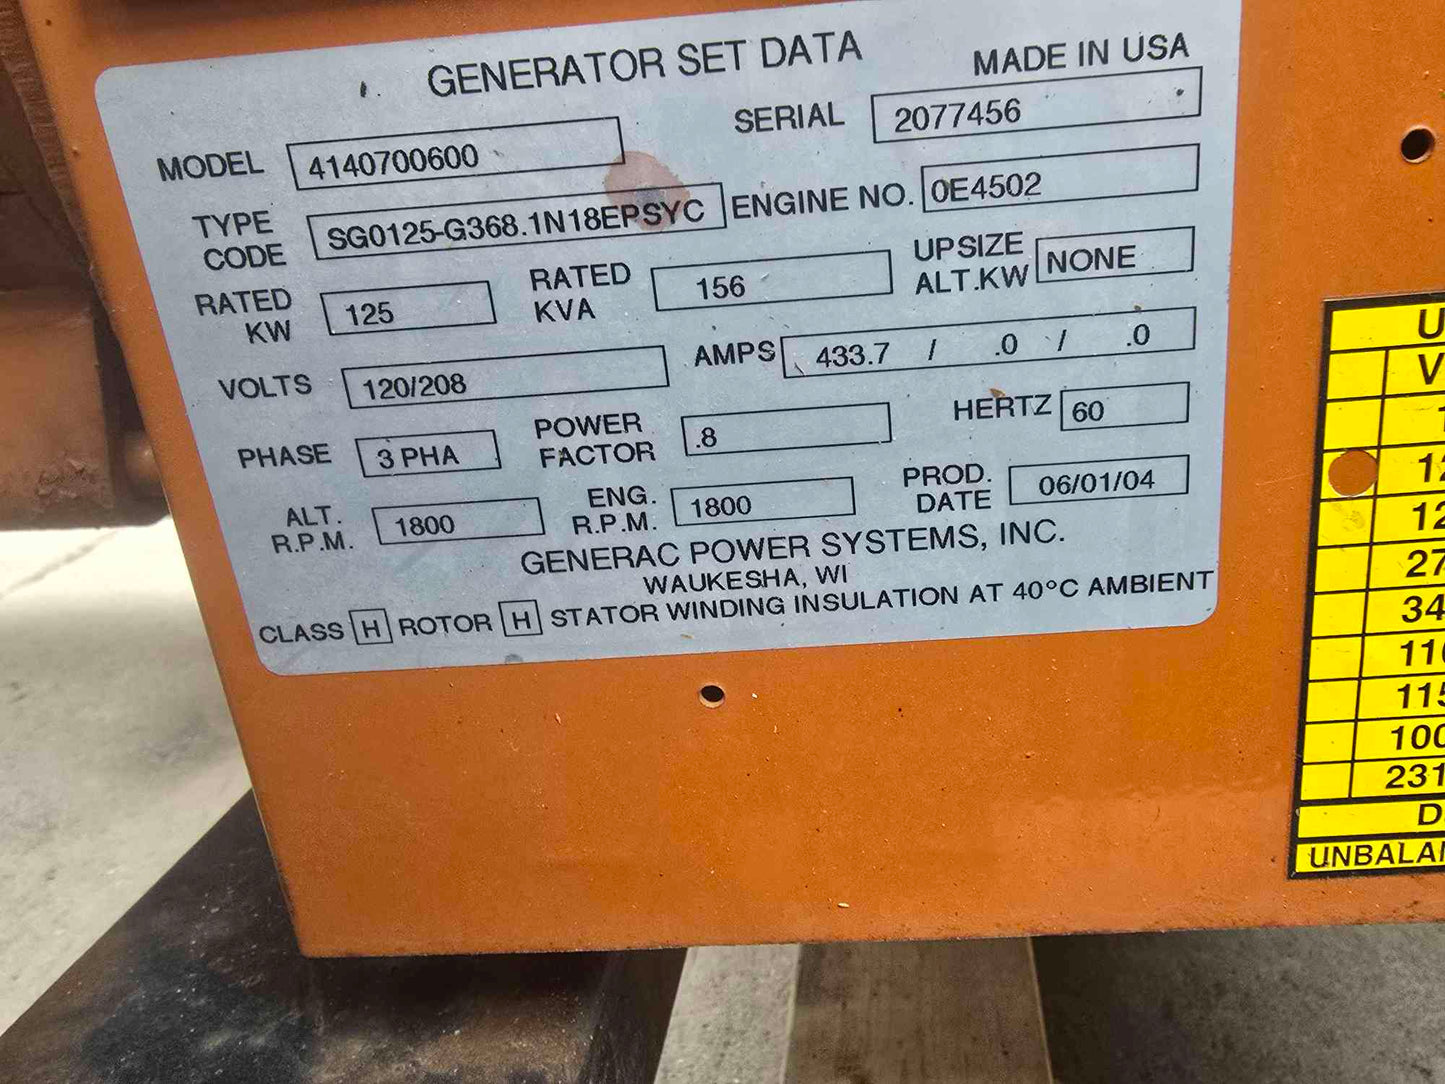 GENERATOR SET DATA
MADE IN USA
MODEL 4140700600
SERIAL 2077456
TYPE CODE SG0125-G368.1N18EPSYC
ENGINE NO. 0E4502
RATED KW 125
RATED KVA 156
UPSIZE ALT.KW NONE
VOLTS 120/208
AMPS 433.7 / .0 / .0
PHASE 3 PHA
POWER FACTOR .8
HERTZ 60
ALT. R.P.M. 1800
ENG. R.P.M. 1800
PROD. DATE 06/01/04
GENERAC POWER SYSTEMS, INC.
WAUKESHA, WI
CLASS H ROTOR H STATOR WINDING INSULATION AT 40°C AMBIENT